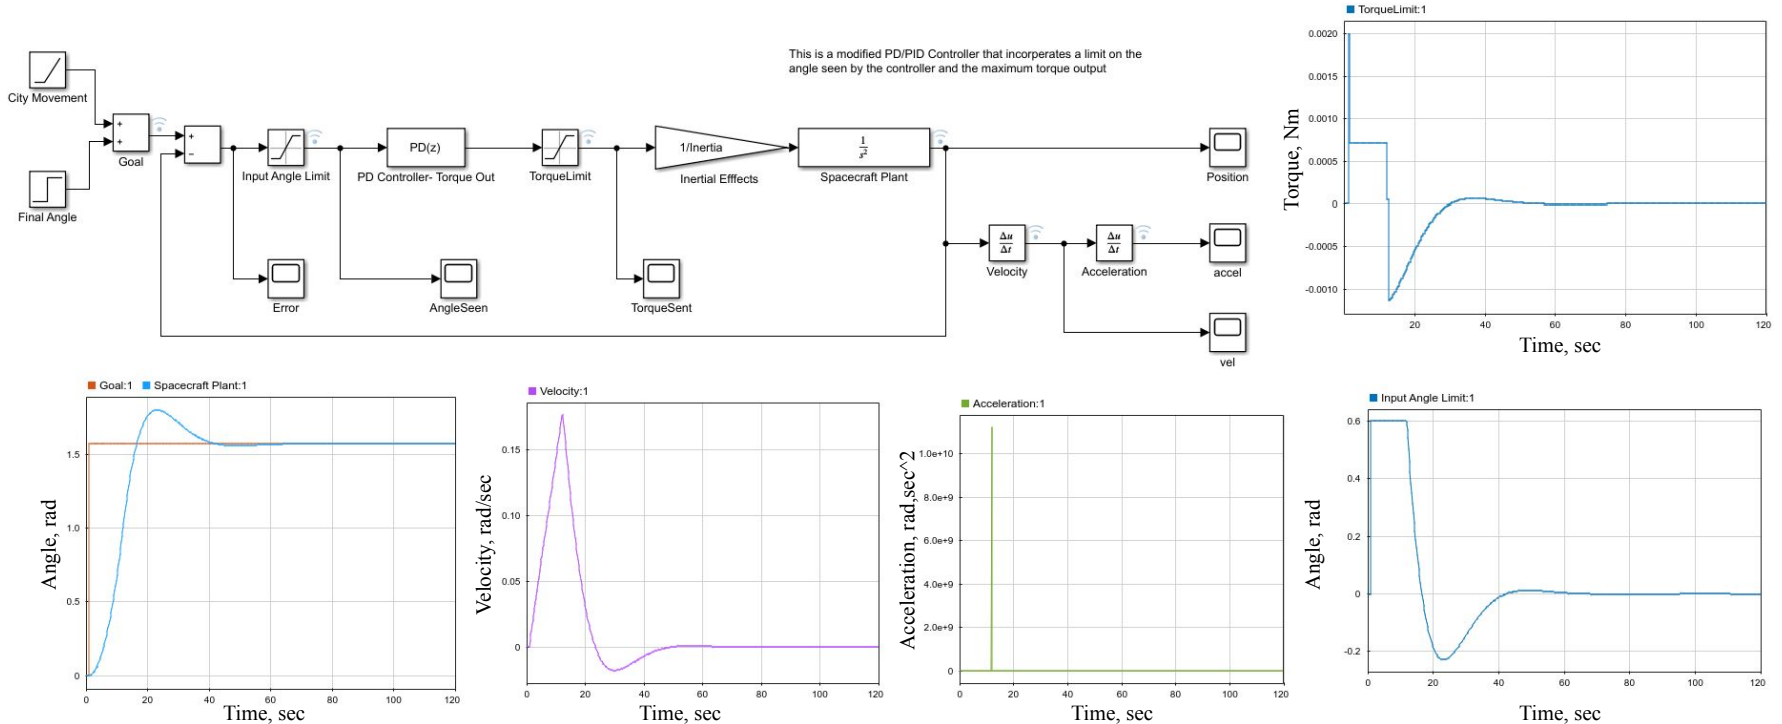 This is a modified PD/PID Controller that incorperates a limit on the
angle seen by the controller and the maximum torque output
City Movement
+
+
Goal
Final Angle
+
−
Input Angle Limit
PD(z)
PD Controller- Torque Out
TorqueLimit
1/Inertia
Inertial Efffects
1
s²
Spacecraft Plant
Position
Δu
Δt
Velocity
Δu
Δt
Acceleration
accel
vel
Error
AngleSeen
TorqueSent
TorqueLimit:1
Torque, Nm
0.0020
0.0015
0.0010
0.0005
0
-0.0005
-0.0010
20 40 60 80 100 120
Time, sec
Goal:1 Spacecraft Plant:1
Angle, rad
1.5
1.0
0.5
0
0 20 40 60 80 100 120
Time, sec
Velocity:1
Velocity, rad/sec
0.15
0.10
0.05
0
0 20 40 60 80 100 120
Time, sec
Acceleration:1
Acceleration, rad,sec^2
1.0e+10
8.0e+9
6.0e+9
4.0e+9
2.0e+9
0
0 20 40 60 80 100 120
Time, sec
Input Angle Limit:1
Angle, rad
0.6
0.4
0.2
0
-0.2
0 20 40 60 80 100 120
Time, sec